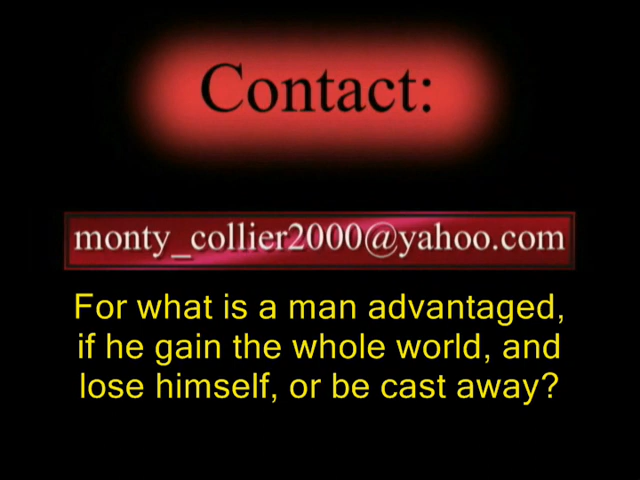 Contact:
monty_collier2000@yahoo.com
For what is a man advantaged,
if he gain the whole world, and
lose himself, or be cast away?